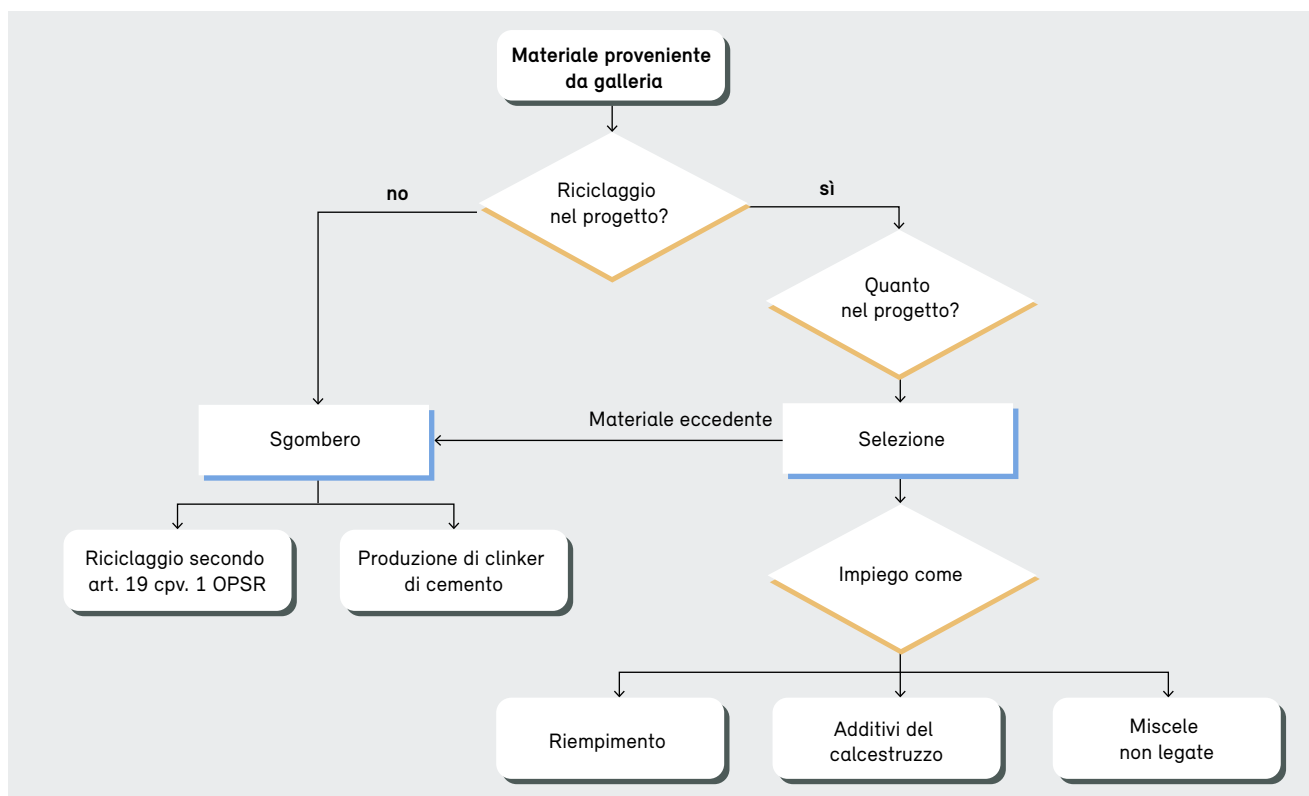 Materiale proveniente
da galleria
Riciclaggio
nel progetto?
no
sì
Quanto
nel progetto?
Materiale eccedente
Sgombero
Selezione
Riciclaggio secondo
art. 19 cpv. 1 OPSR
Produzione di clinker
di cemento
Impiego come
Riempimento
Additivi del
calcestruzzo
Miscele
non legate